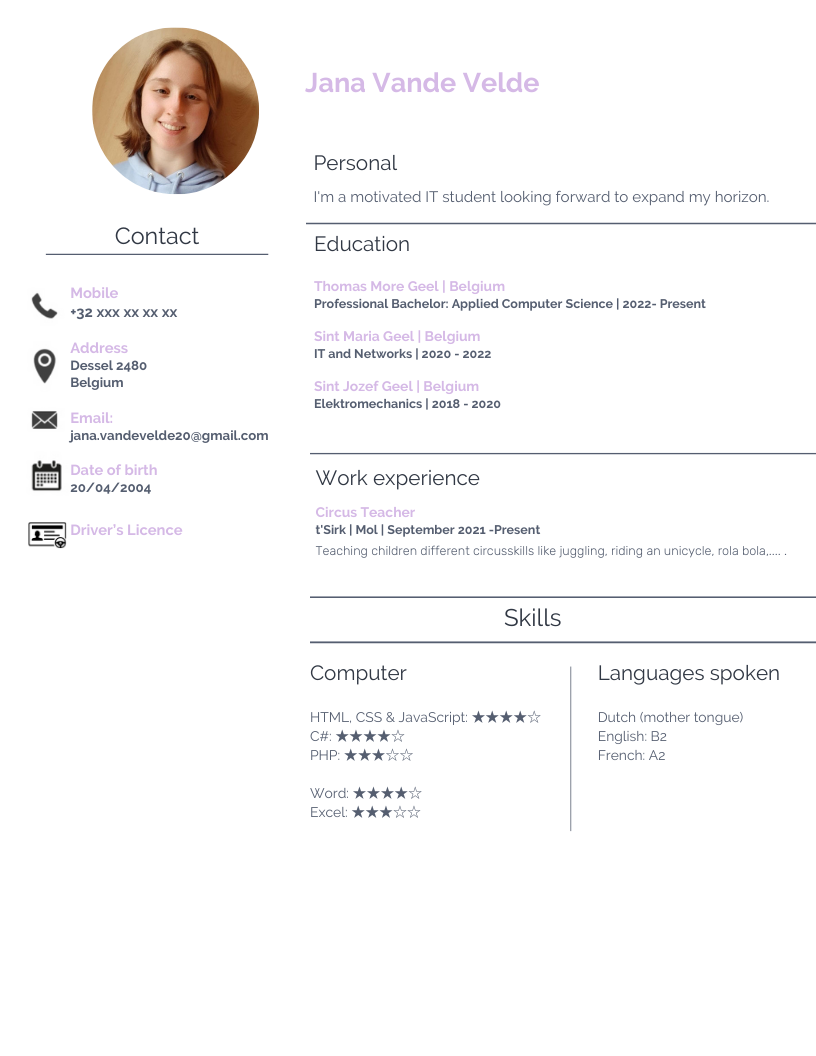 Jana Vande Velde
Contact
Mobile
+32 xxx xx xx xx
Address
Dessel 2480
Belgium
Email:
jana.vandevelde20@gmail.com
Date of birth
20/04/2004
Driver's Licence
Personal
I'm a motivated IT student looking forward to expand my horizon.
Education
Thomas More Geel | Belgium
Professional Bachelor: Applied Computer Science | 2022- Present
Sint Maria Geel | Belgium
IT and Networks | 2020 - 2022
Sint Jozef Geel | Belgium
Elektromechanics | 2018 - 2020
Work experience
Circus Teacher
t'Sirk | Mol | September 2021 -Present
Teaching children different circusskills like juggling, riding an unicycle, rola bola,.... .
Skills
Computer
HTML, CSS & JavaScript: ★★★★☆
C#: ★★★★☆
PHP: ★★★☆☆
Word: ★★★★☆
Excel: ★★★☆☆
Languages spoken
Dutch (mother tongue)
English: B2
French: A2